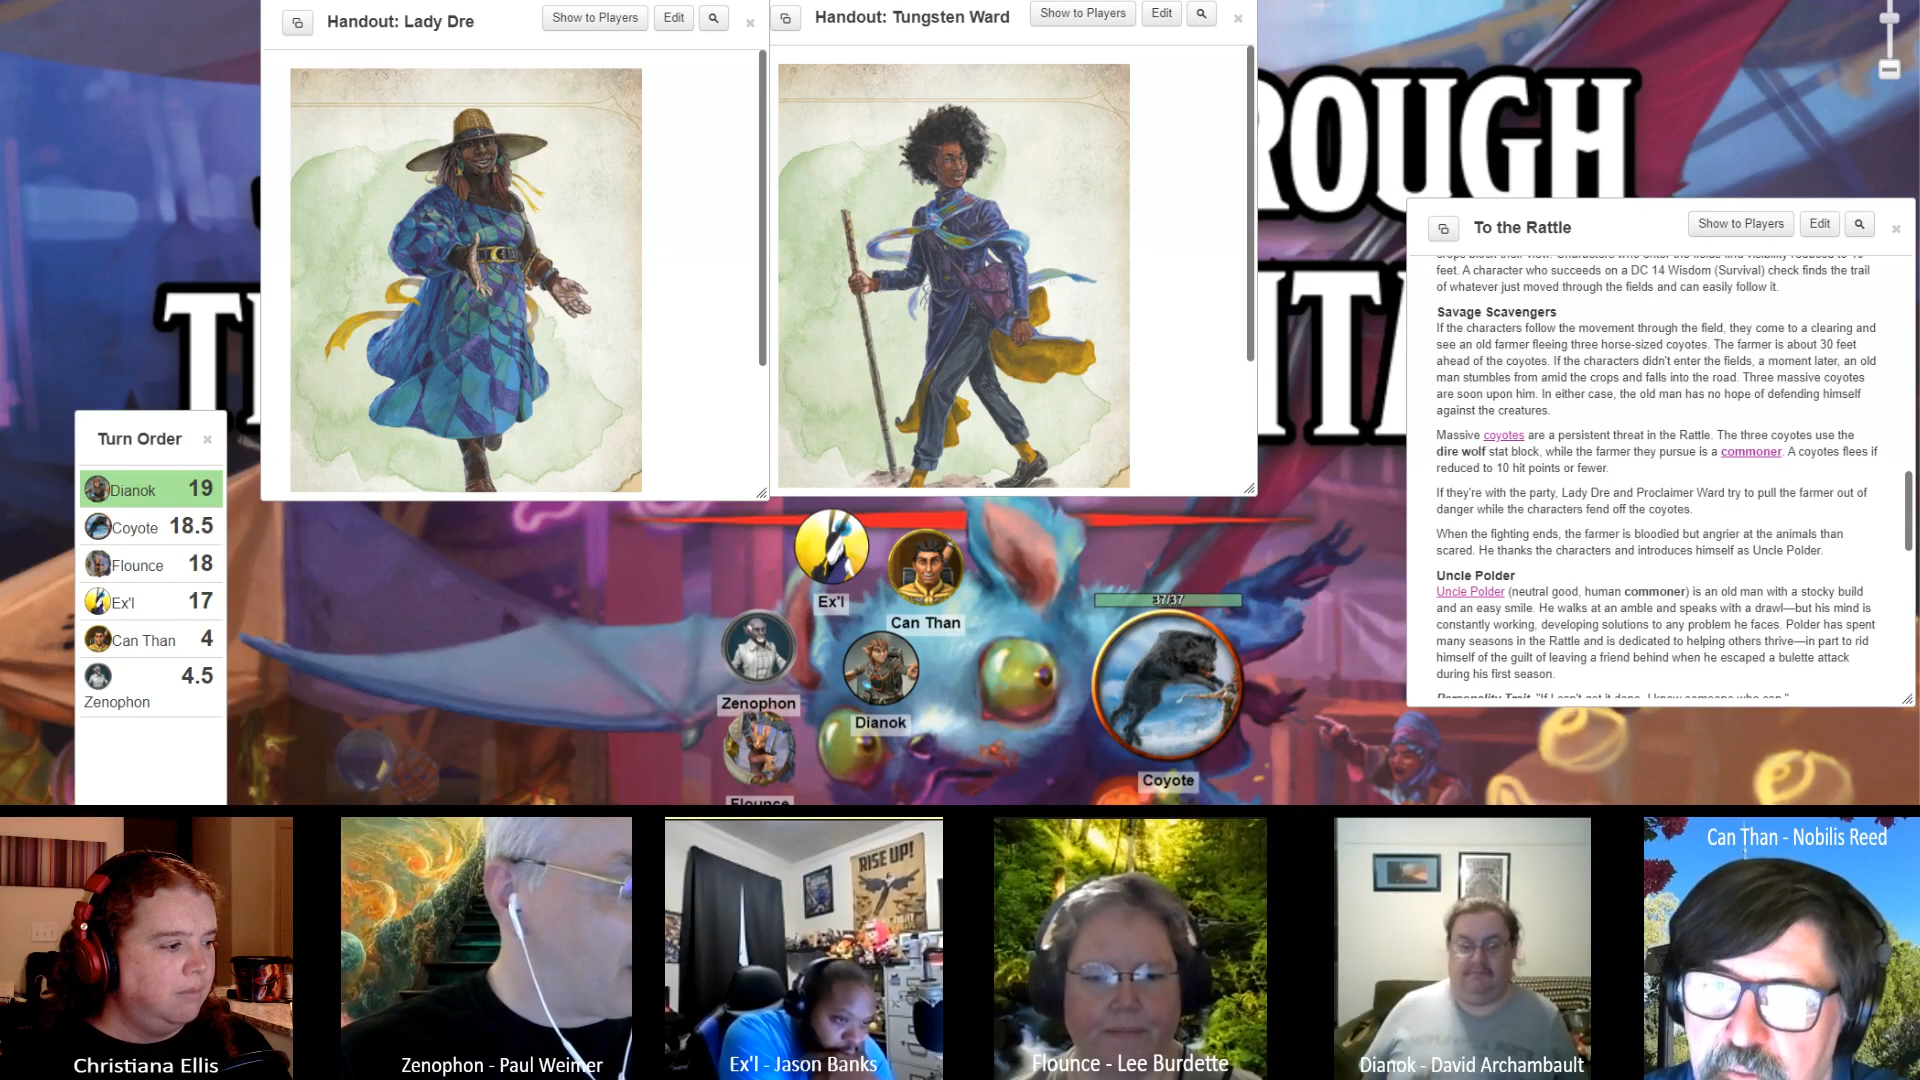 Handout: Lady Dre
Show to Players
Edit
Handout: Tungsten Ward
Show to Players
Edit
ROUGH
To the Rattle
Show to Players
Edit
feet. A character who succeeds on a DC 14 Wisdom (Survival) check finds the trail
of whatever just moved through the fields and can easily follow it.
Savage Scavengers
If the characters follow the movement through the field, they come to a clearing and
see an old farmer fleeing three horse-sized coyotes. The farmer is about 30 feet
ahead of the coyotes. If the characters didn't enter the fields, a moment later, an old
man stumbles from amid the crops and falls into the road. Three massive coyotes
are soon upon him. In either case, the old man has no hope of defending himself
against the creatures.
Massive coyotes are a persistent threat in the Rattle. The three coyotes use the
dire wolf stat block, while the farmer they pursue is a commoner. A coyotes flees if
reduced to 10 hit points or fewer.
If they're with the party, Lady Dre and Proclaimer Ward try to pull the farmer out of
danger while the characters fend off the coyotes.
When the fighting ends, the farmer is bloodied but angrier at the animals than
scared. He thanks the characters and introduces himself as Uncle Polder.
Uncle Polder
Uncle Polder (neutral good, human commoner) is an old man with a stocky build
and an easy smile. He walks at an amble and speaks with a drawl—but his mind is
constantly working, developing solutions to any problem he faces. Polder has spent
many seasons in the Rattle and is dedicated to helping others thrive—in part to rid
himself of the guilt of leaving a friend behind when he escaped a bulette attack
during his first season.
Personality Trait. "If I can't get it done, I know someone who can."
Turn Order
Dianok 19
Coyote 18.5
Flounce 18
Ex'l 17
Can Than 4
4.5
Zenophon
Ex'l
Can Than
Zenophon
Dianok
Flounce
37/37
Coyote
RISE UP!
Christiana Ellis
Zenophon - Paul Weimer
Ex'l - Jason Banks
Flounce - Lee Burdette
Dianok - David Archambault
Can Than - Nobilis Reed